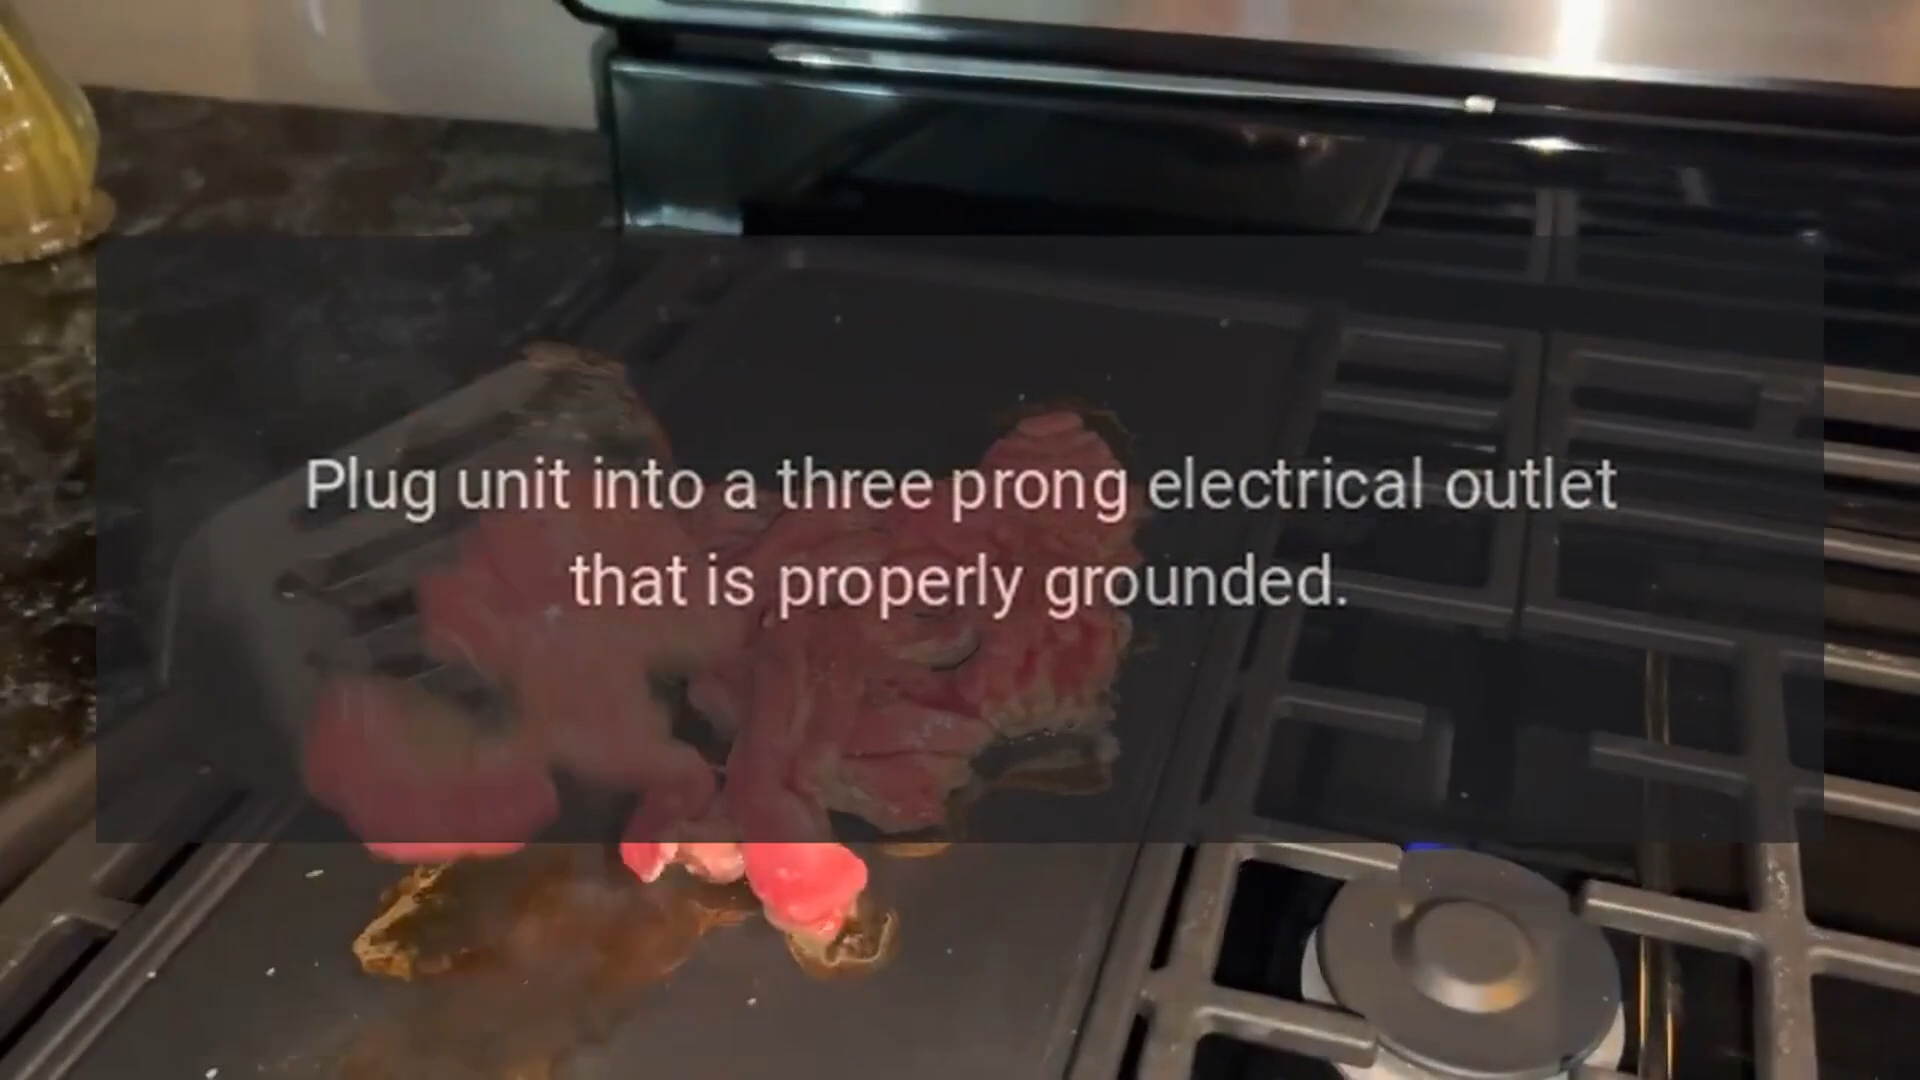 Plug unit into a three prong electrical outlet
that is properly grounded.